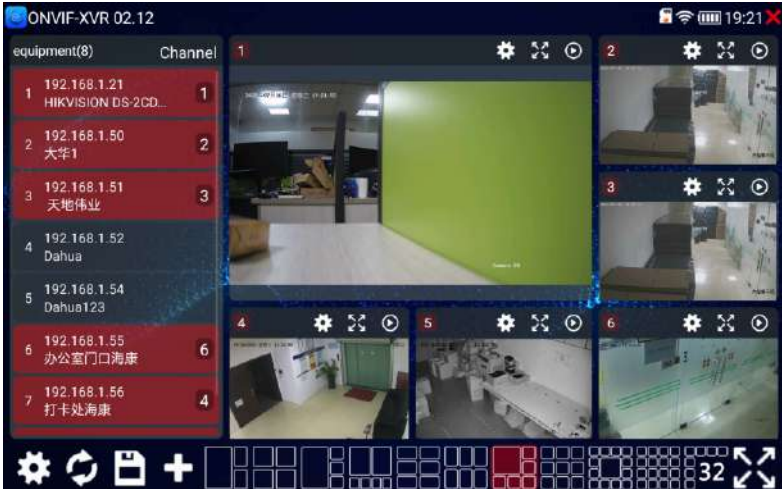 ONVIF-XVR 02.12
19:21
equipment(8) Channel
1 192.168.1.21
HIKVISION DS-2CD... 1
2 192.168.1.50
大华1 2
3 192.168.1.51
天地伟业 3
4 192.168.1.52
Dahua
5 192.168.1.54
Dahua123
6 192.168.1.55
办公室门口海康 6
7 192.168.1.56
打卡处海康 4
1
2
3
4
5
6
32